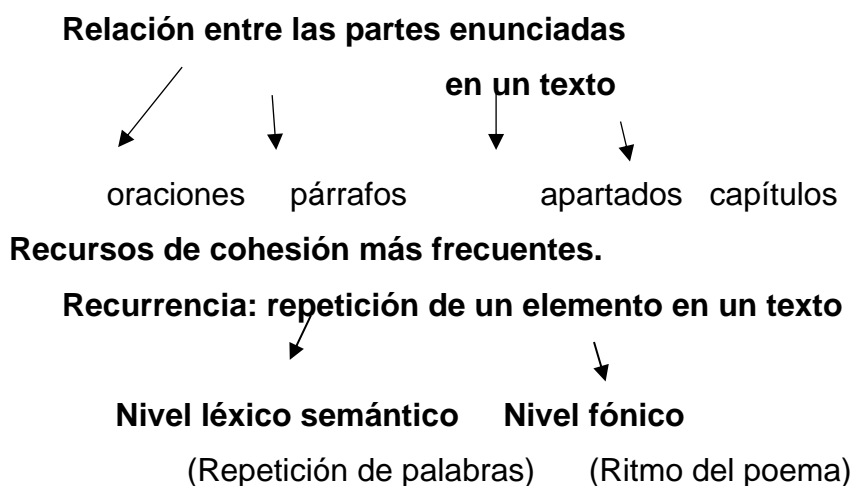 Relación entre las partes enunciadas
en un texto
oraciones párrafos apartados capítulos
Recursos de cohesión más frecuentes.
Recurrencia: repetición de un elemento en un texto
Nivel léxico semántico Nivel fónico
(Repetición de palabras) (Ritmo del poema)